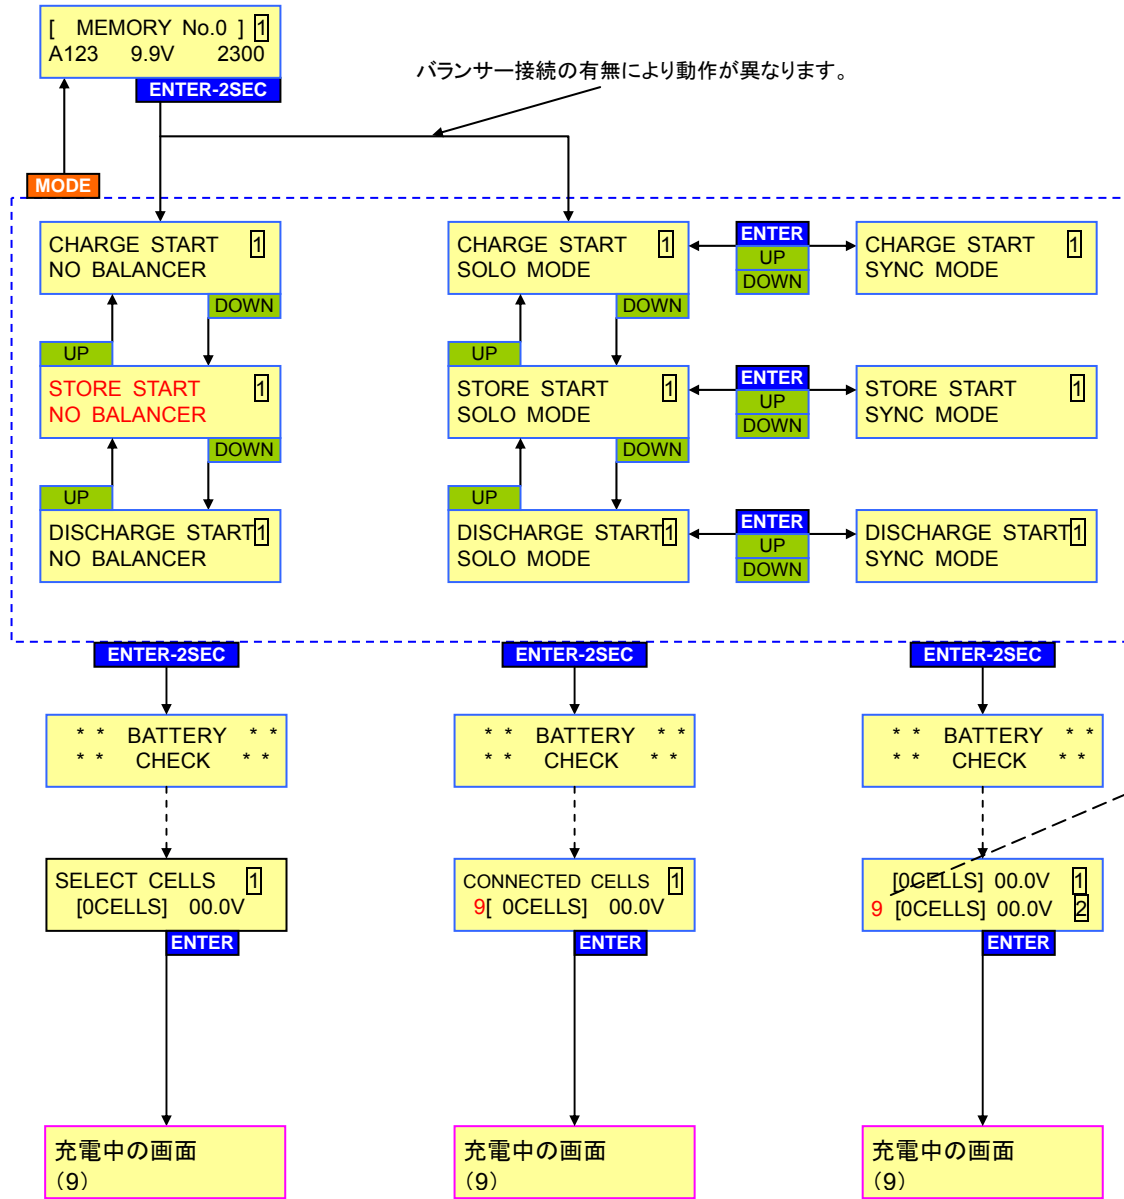 [ MEMORY No.0 ] 1
A123 9.9V 2300
ENTER-2SEC
バランサー接続の有無により動作が異なります。
MODE
CHARGE START 1
NO BALANCER
DOWN
UP
STORE START 1
NO BALANCER
DOWN
UP
DISCHARGE START 1
NO BALANCER
CHARGE START 1
SOLO MODE
DOWN
UP
STORE START 1
SOLO MODE
DOWN
UP
DISCHARGE START 1
SOLO MODE
ENTER
UP
DOWN
ENTER
UP
DOWN
ENTER
UP
DOWN
CHARGE START 1
SYNC MODE
STORE START 1
SYNC MODE
DISCHARGE START 1
SYNC MODE
ENTER-2SEC
* * BATTERY * *
* * CHECK * *
SELECT CELLS 1
[0CELLS] 00.0V
ENTER
充電中の画面
(9)
ENTER-2SEC
* * BATTERY * *
* * CHECK * *
CONNECTED CELLS 1
9[ 0CELLS] 00.0V
ENTER
充電中の画面
(9)
ENTER-2SEC
* * BATTERY * *
* * CHECK * *
[0CELLS] 00.0V 1
9 [0CELLS] 00.0V 2
ENTER
充電中の画面
(9)